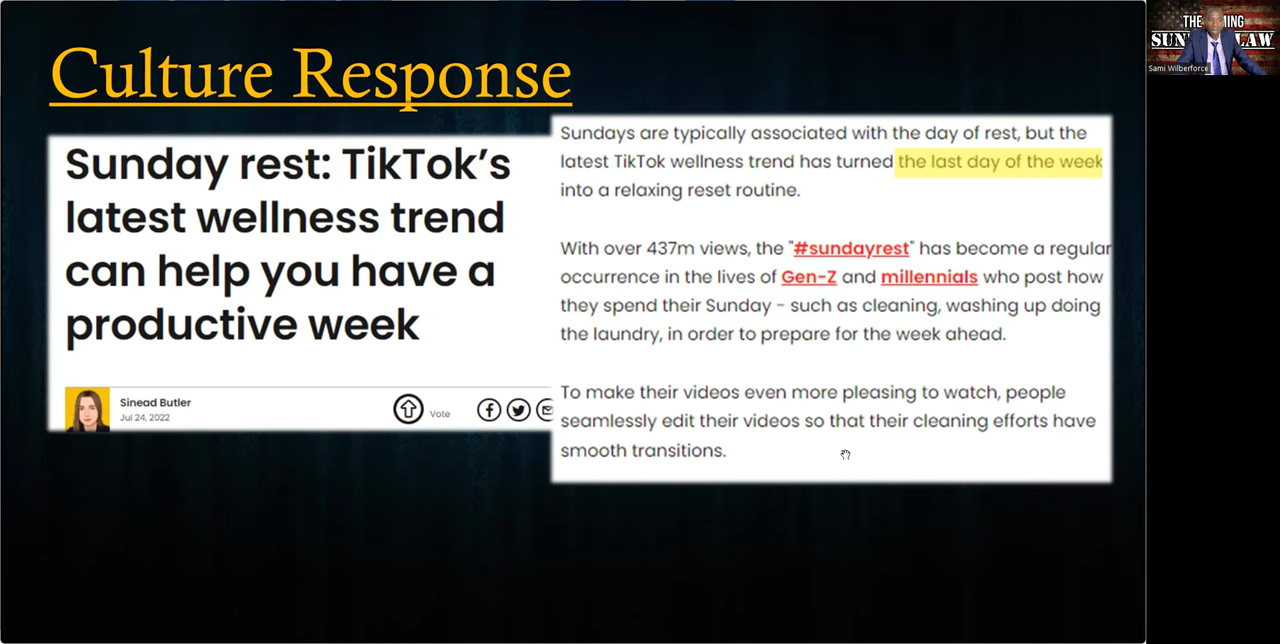 Culture Response
Sunday rest: TikTok's
latest wellness trend
can help you have a
productive week
Sinead Butler
Jul 24, 2022
Vote
Sundays are typically associated with the day of rest, but the
latest TikTok wellness trend has turned the last day of the week
into a relaxing reset routine.
With over 437m views, the "#sundayrest" has become a regular
occurrence in the lives of Gen-Z and millennials who post how
they spend their Sunday - such as cleaning, washing up doing
the laundry, in order to prepare for the week ahead.
To make their videos even more pleasing to watch, people
seamlessly edit their videos so that their cleaning efforts have
smooth transitions.
THE
MING
SUN
LAW
Sami Wilberforce